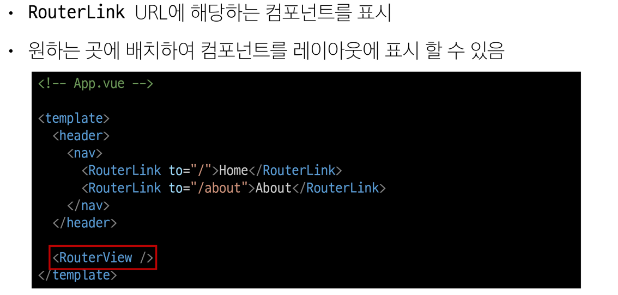 • RouterLink URL에 해당하는 컴포넌트를 표시
• 원하는 곳에 배치하여 컴포넌트를 레이아웃에 표시 할 수 있음
<!-- App.vue -->
<template>
<header>
<nav>
<RouterLink to="/">Home</RouterLink>
<RouterLink to="/about">About</RouterLink>
</nav>
</header>
<RouterView />
</template>